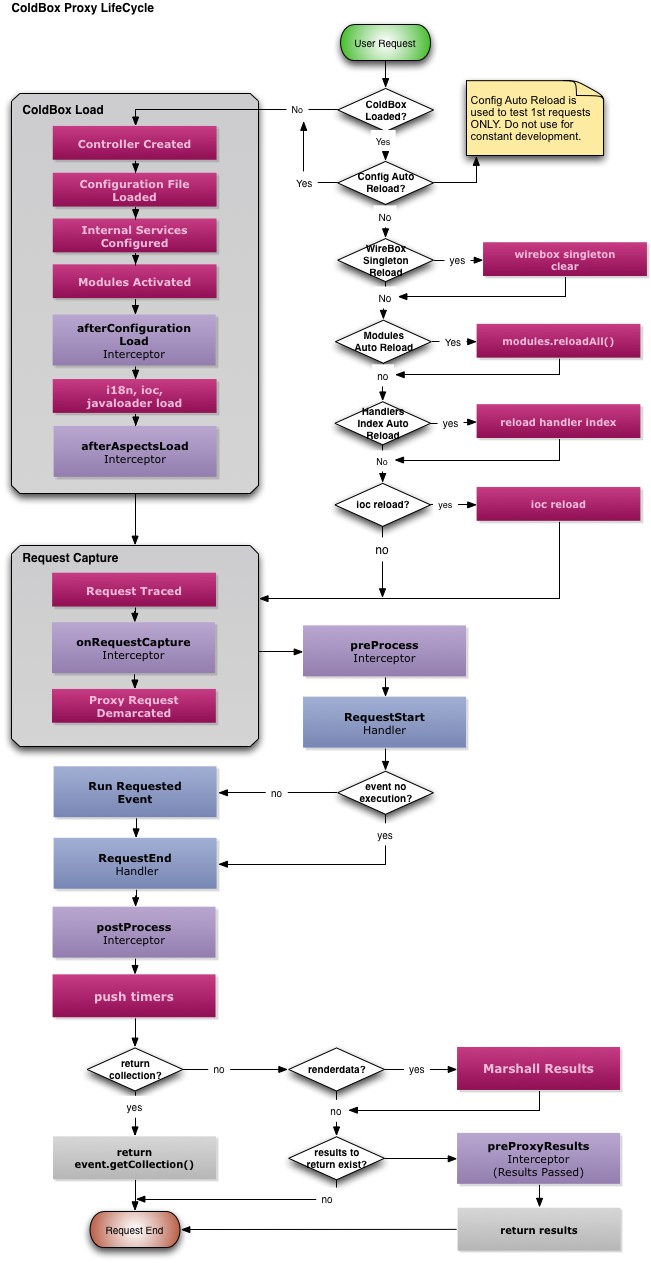 ColdBox Proxy LifeCycle
User Request
ColdBox
Loaded?
No
Yes
Config Auto Reload is
used to test 1st requests
ONLY. Do not use for
constant development.
Config Auto
Reload?
Yes
No
WireBox
Singleton
Reload
yes
wirebox singleton
clear
No
Modules
Auto Reload
Yes
modules.reloadAll()
no
Handlers
Index Auto
Reload
yes
reload handler index
No
ioc reload?
yes
ioc reload
no
ColdBox Load
Controller Created
Configuration File
Loaded
Internal Services
Configured
Modules Activated
afterConfiguration
Load
Interceptor
i18n, ioc,
javaloader load
afterAspectsLoad
Interceptor
Request Capture
Request Traced
onRequestCapture
Interceptor
Proxy Request
Demarcated
preProcess
Interceptor
RequestStart
Handler
event no
execution?
no
yes
Run Requested
Event
RequestEnd
Handler
postProcess
Interceptor
push timers
return
collection?
no
yes
renderdata?
yes
Marshall Results
no
return
event.getCollection()
results to
return exist?
preProxyResults
Interceptor
(Results Passed)
no
Request End
return results